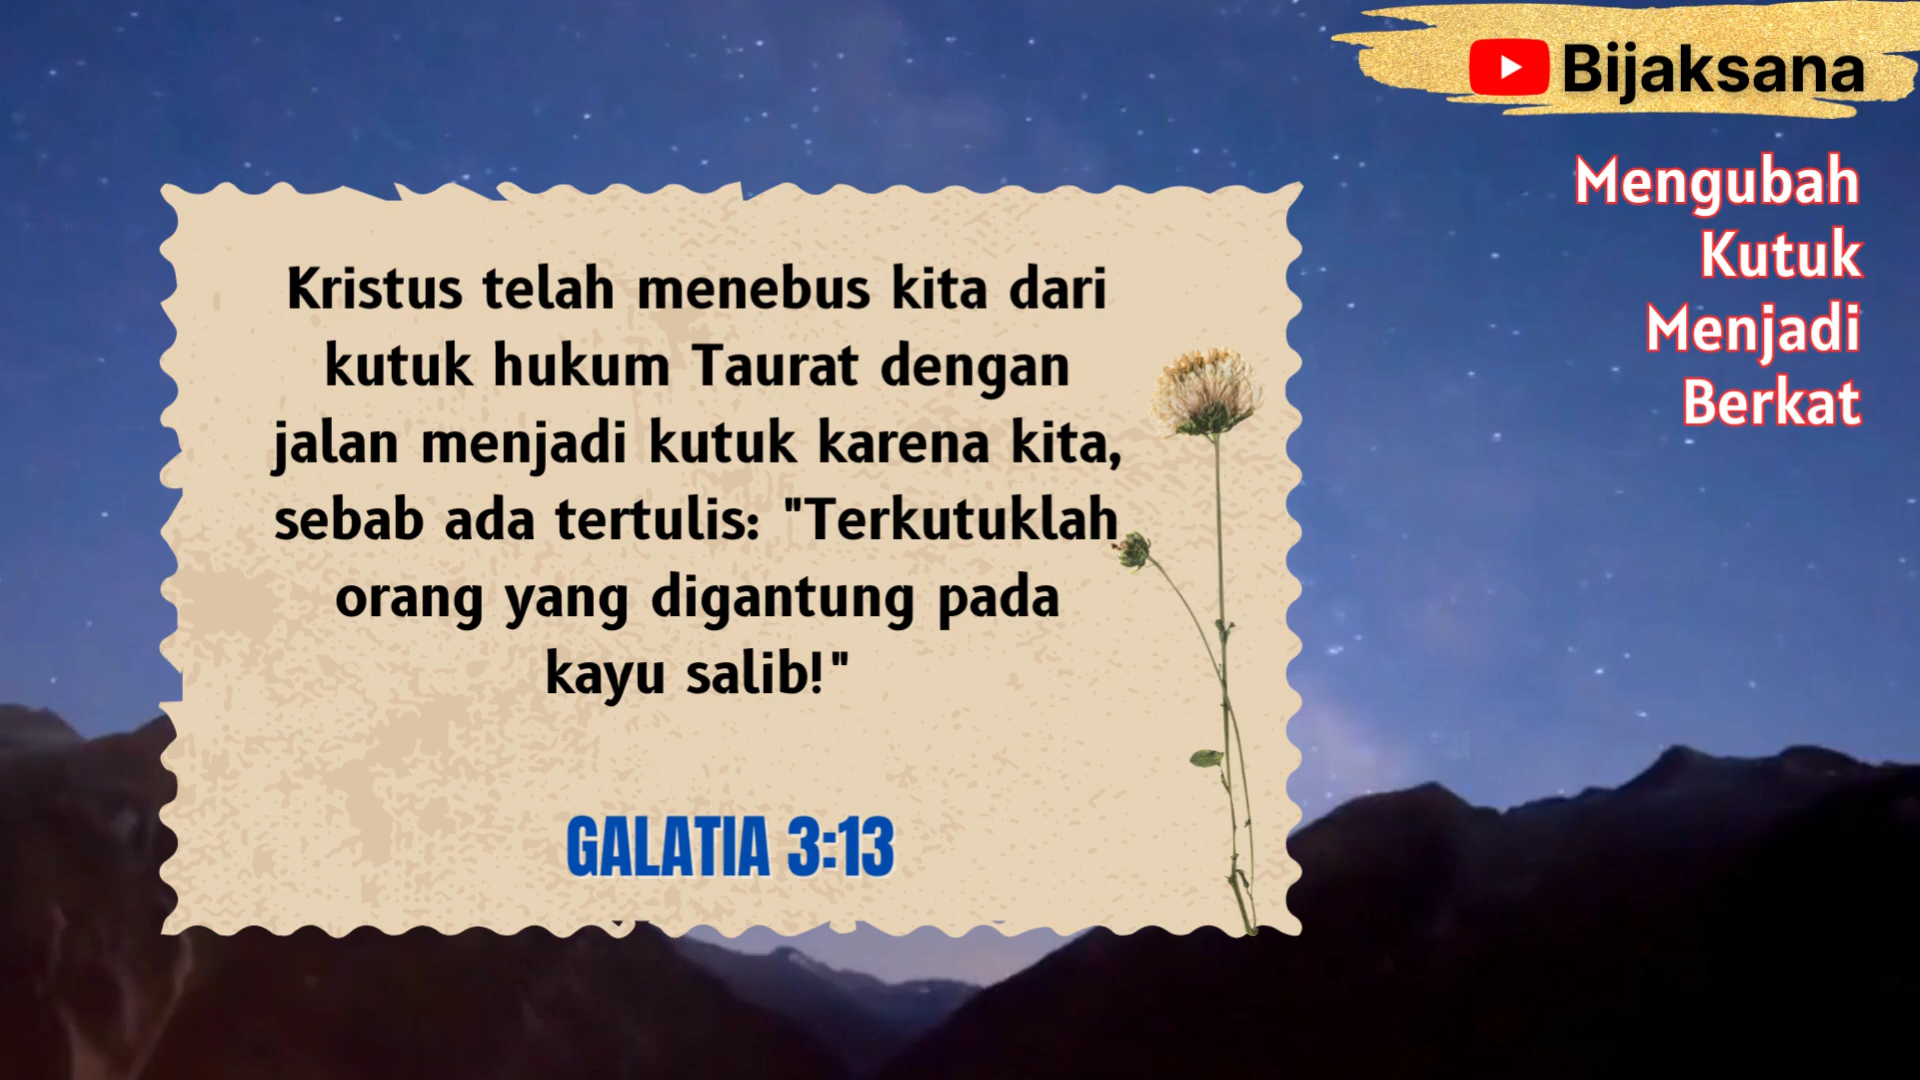 Bijaksana
Mengubah
Kutuk
Menjadi
Berkat
Kristus telah menebus kita dari
kutuk hukum Taurat dengan
jalan menjadi kutuk karena kita,
sebab ada tertulis: "Terkutuklah
orang yang digantung pada
kayu salib!"
GALATIA 3:13